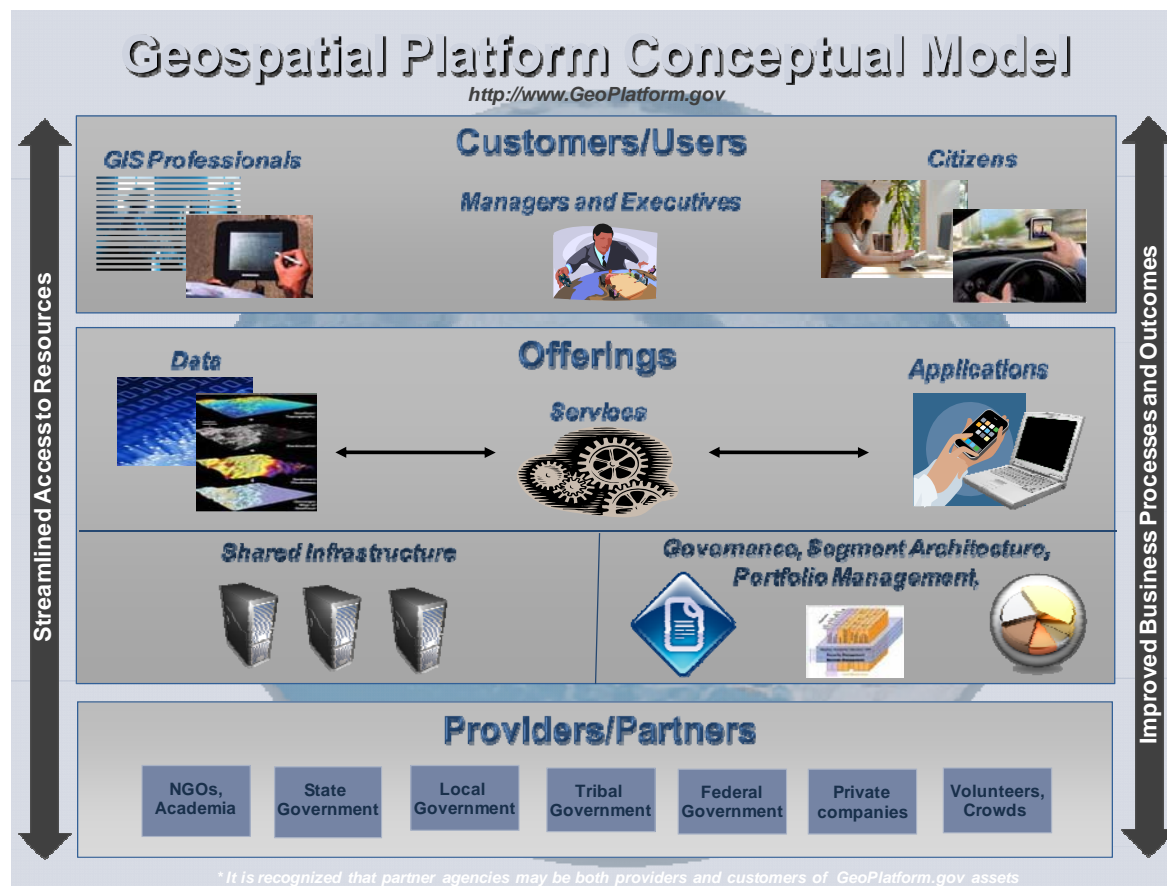 Geospatial Platform Conceptual Model
http://www.GeoPlatform.gov
Customers/Users
GIS Professionals
Managers and Executives
Citizens
Streamlined Access to Resources
Improved Business Processes and Outcomes
Offerings
Data
Services
Applications
Shared Infrastructure
Governance, Segment Architecture,
Portfolio Management,
Providers/Partners
NGOs,
Academia
State
Government
Local
Government
Tribal
Government
Federal
Government
Private
companies
Volunteers,
Crowds
* It is recognized that partner agencies may be both providers and customers of GeoPlatform.gov assets